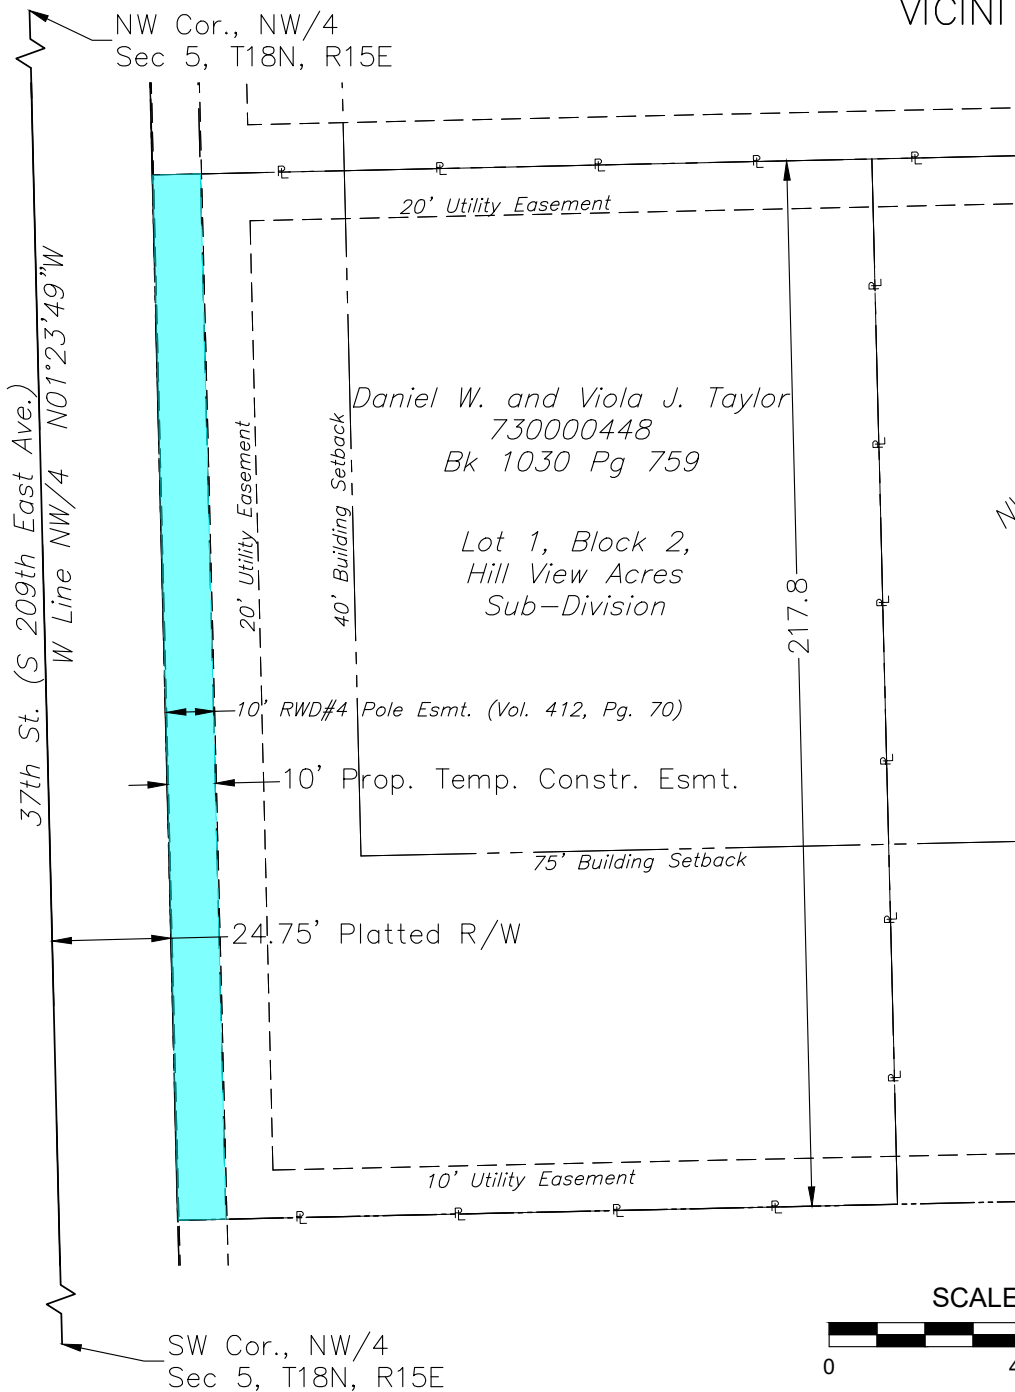 VICINI
NW Cor., NW/4
Sec 5, T18N, R15E
20' Utility Easement
37th St. (S 209th East Ave.)
W Line NW/4 N01°23'49"W
20' Utility Easement
40' Building Setback
Daniel W. and Viola J. Taylor
730000448
Bk 1030 Pg 759
Lot 1, Block 2,
Hill View Acres
Sub-Division
217.8
10' RWD#4 Pole Esmt. (Vol. 412, Pg. 70)
10' Prop. Temp. Constr. Esmt.
75' Building Setback
24.75' Platted R/W
10' Utility Easement
SW Cor., NW/4
Sec 5, T18N, R15E
SCALE
0 4